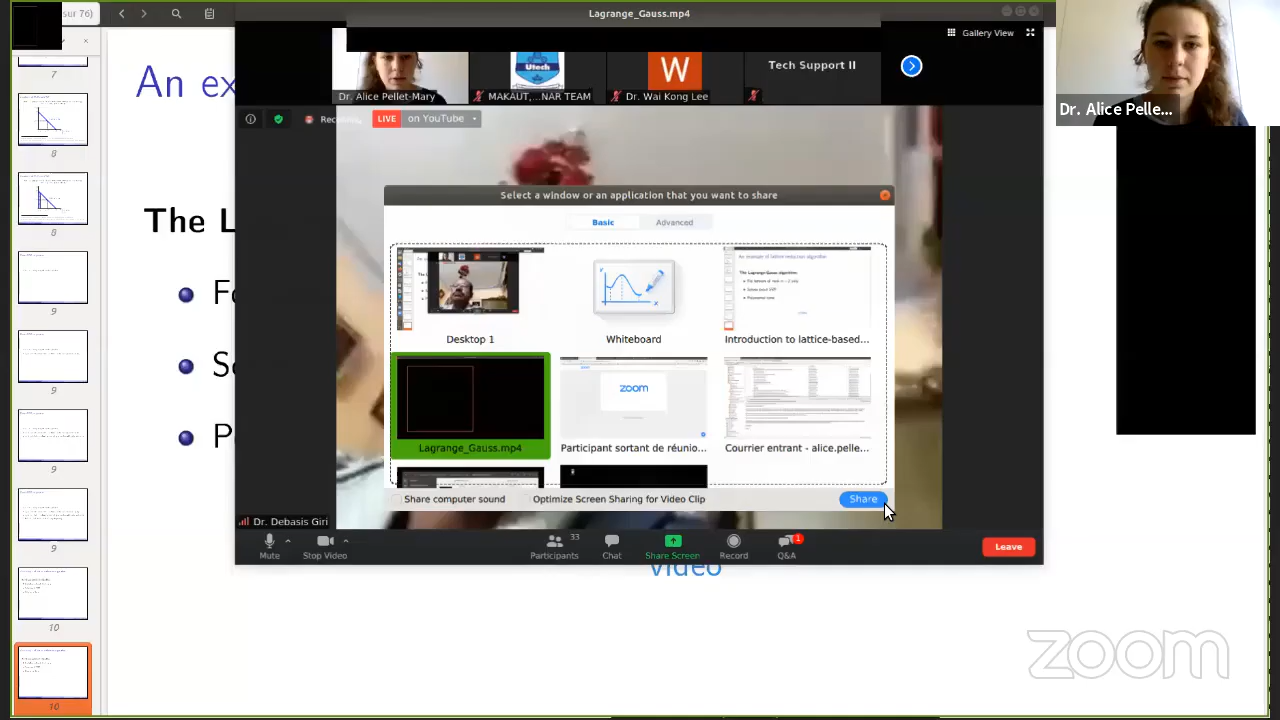 sur 76)
Lagrange_Gauss.mp4
An ex
Gallery View
Utech
W
Tech Support II
Dr. Alice Pellet-Mary
MAKAUT,...NAR TEAM
Dr. Wai Kong Lee
Dr. Alice Pelle...
LIVE
on YouTube
7
8
8
9
9
9
9
10
10
The L
Select a window or an application that you want to share
Basic
Advanced
Desktop 1
Whiteboard
Introduction to lattice-based...
zoom
Lagrange_Gauss.mp4
Participant sortant de réunio...
Courrier entrant - alice.pelle...
Share computer sound
Optimize Screen Sharing for Video Clip
Share
Dr. Debasis Giri
Mute
Stop Video
Participants
33
Chat
Share Screen
Record
Q&A
1
Leave
video
zoom